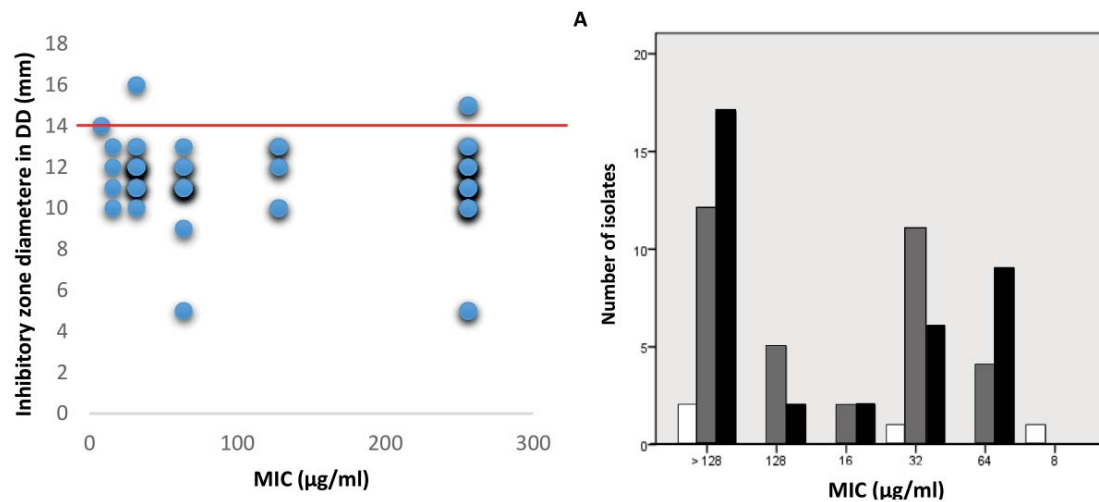 A
18
16
14
12
10
8
6
4
2
0
0 100 200 300
Inhibitory zone diametere in DD (mm)
MIC (µg/ml)
20
15
10
5
0
> 128 128 16 32 64 8
Number of isolates
MIC (µg/ml)